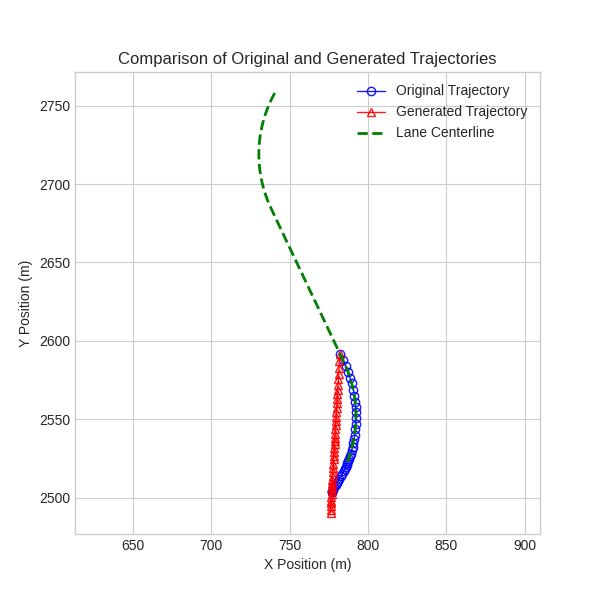 Comparison of Original and Generated Trajectories
Original Trajectory
Generated Trajectory
Lane Centerline
Y Position (m)
2750
2700
2650
2600
2550
2500
650
700
750
800
850
900
X Position (m)